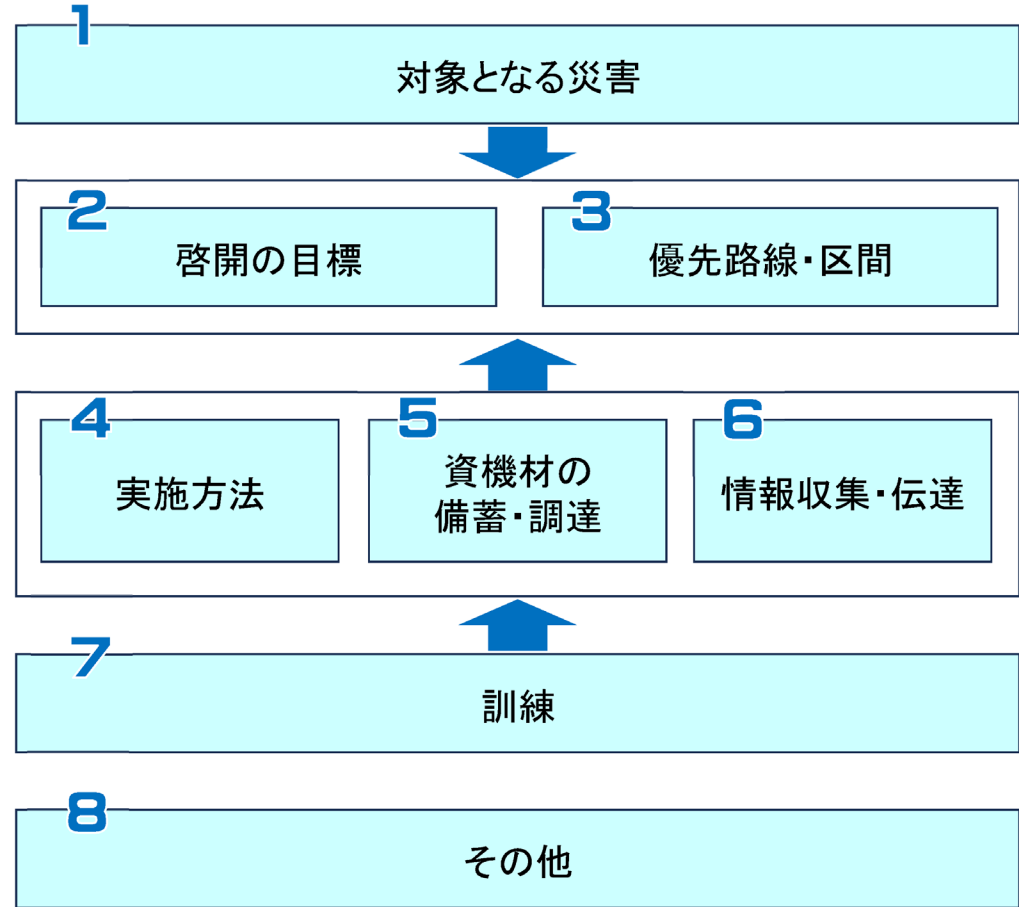 1
対象となる災害
2
啓開の目標
3
優先路線・区間
4
実施方法
5
資機材の
備蓄・調達
6
情報収集・伝達
7
訓練
8
その他